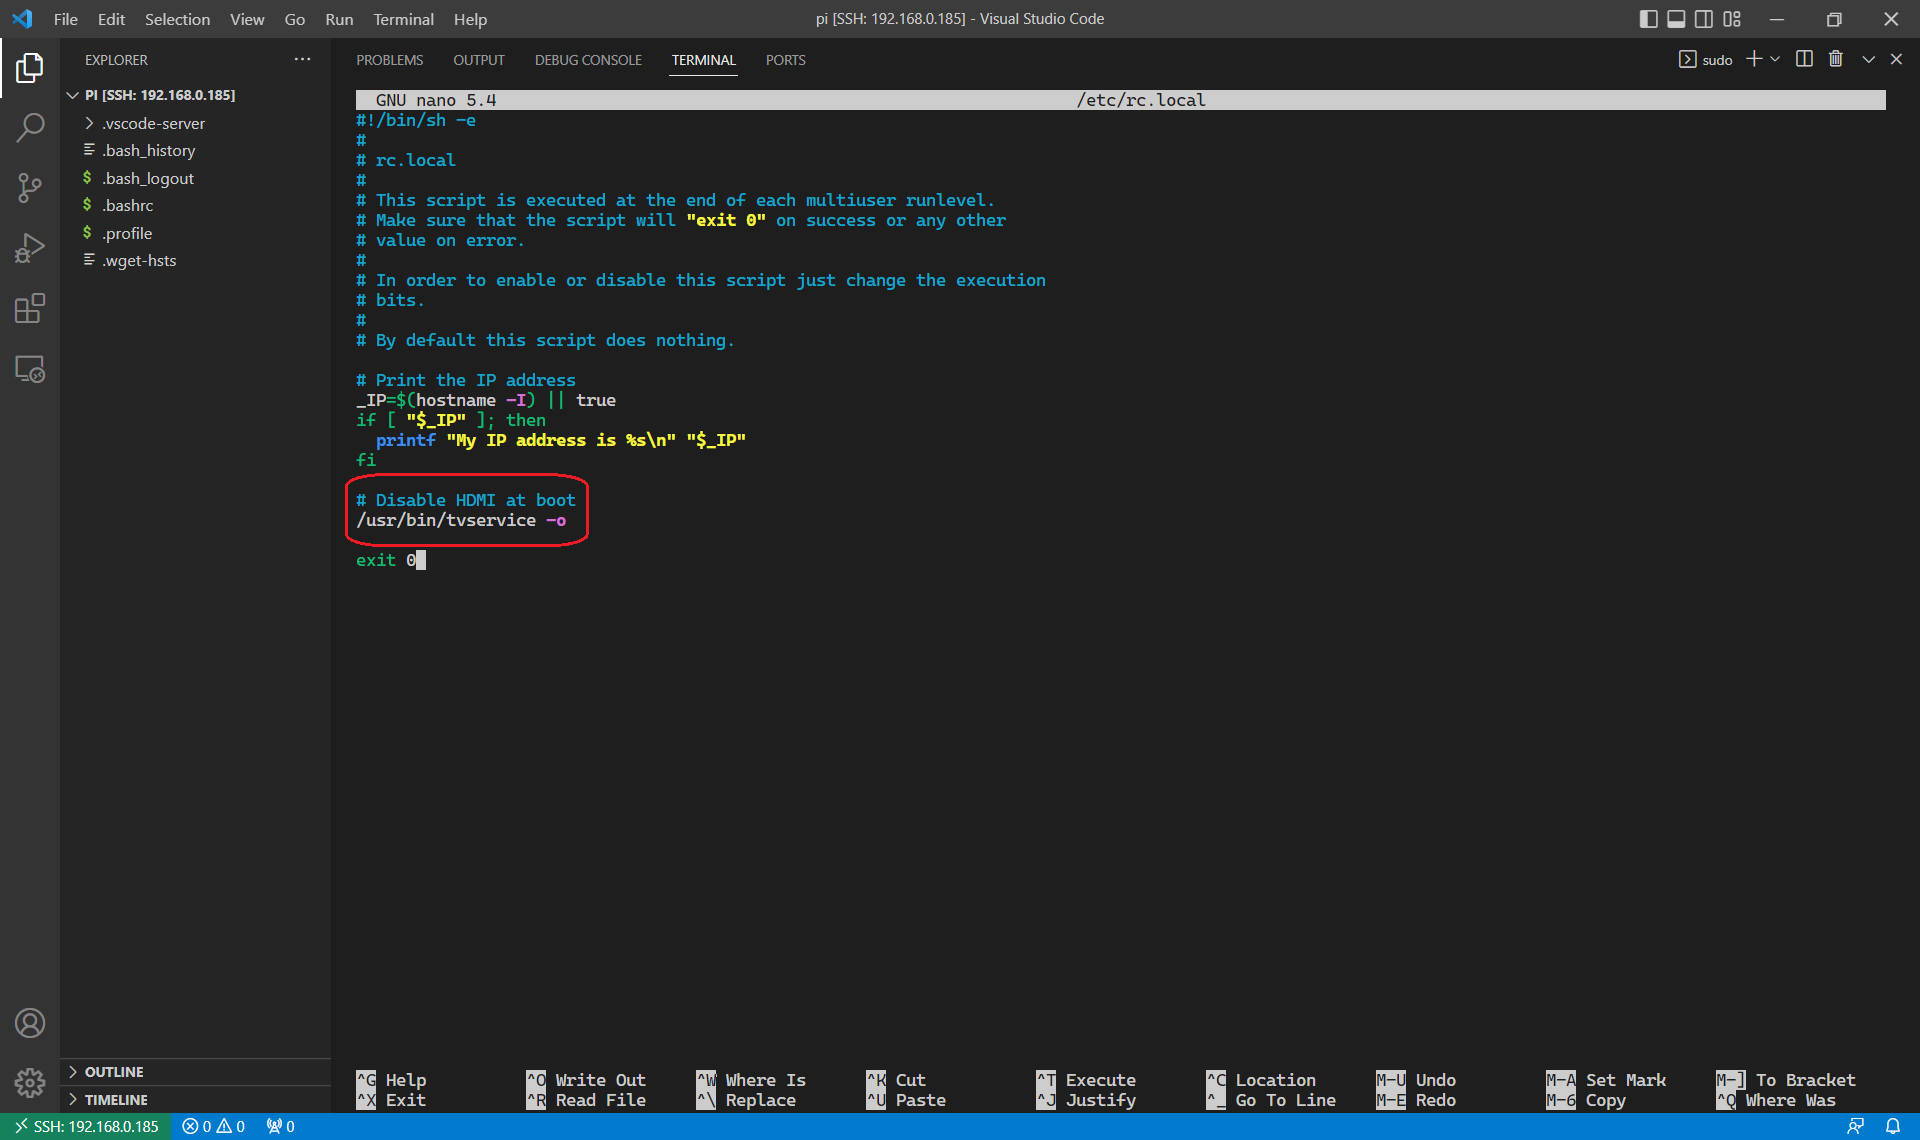 File Edit Selection View Go Run Terminal Help
pi [SSH: 192.168.0.185] - Visual Studio Code
EXPLORER
PI [SSH: 192.168.0.185]
.vscode-server
.bash_history
$ .bash_logout
$ .bashrc
$ .profile
.wget-hsts
OUTLINE
TIMELINE
PROBLEMS OUTPUT DEBUG CONSOLE TERMINAL PORTS
sudo
GNU nano 5.4 /etc/rc.local
#!/bin/sh -e
#
# rc.local
#
# This script is executed at the end of each multiuser runlevel.
# Make sure that the script will "exit 0" on success or any other
# value on error.
#
# In order to enable or disable this script just change the execution
# bits.
#
# By default this script does nothing.
# Print the IP address
_IP=$(hostname -I) || true
if [ "$_IP" ]; then
printf "My IP address is %s\n" "$_IP"
fi
# Disable HDMI at boot
/usr/bin/tvservice -o
exit 0
^G Help ^O Write Out ^W Where Is ^K Cut ^T Execute ^C Location M-U Undo M-A Set Mark M-] To Bracket
^X Exit ^R Read File ^\ Replace ^U Paste ^J Justify ^_ Go To Line M-E Redo M-6 Copy ^Q Where Was
SSH: 192.168.0.185 0 0 0